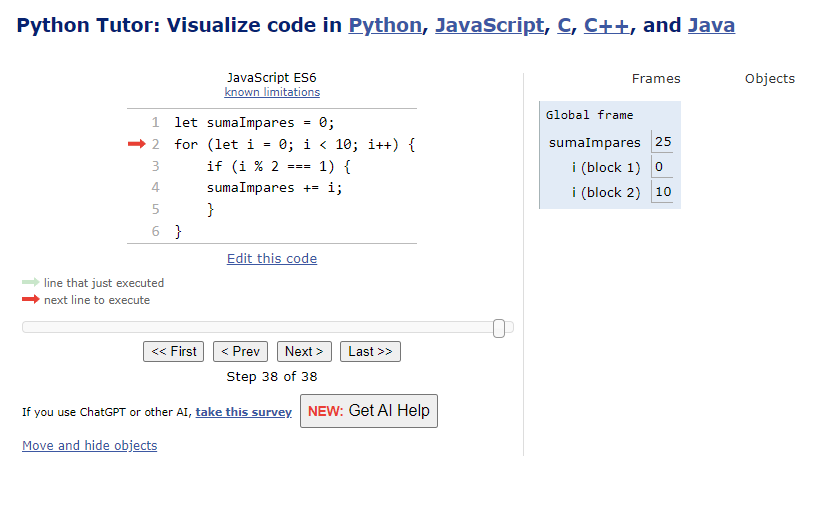 Python Tutor: Visualize code in Python, JavaScript, C, C++, and Java
JavaScript ES6
known limitations
1 let sumaImpares = 0;
2 for (let i = 0; i < 10; i++) {
3 if (i % 2 === 1) {
4 sumaImpares += i;
5 }
6 }
Edit this code
line that just executed
next line to execute
<< First < Prev Next > Last >>
Step 38 of 38
If you use ChatGPT or other AI, take this survey NEW: Get AI Help
Move and hide objects
Frames Objects
Global frame
sumaImpares 25
i (block 1) 0
i (block 2) 10